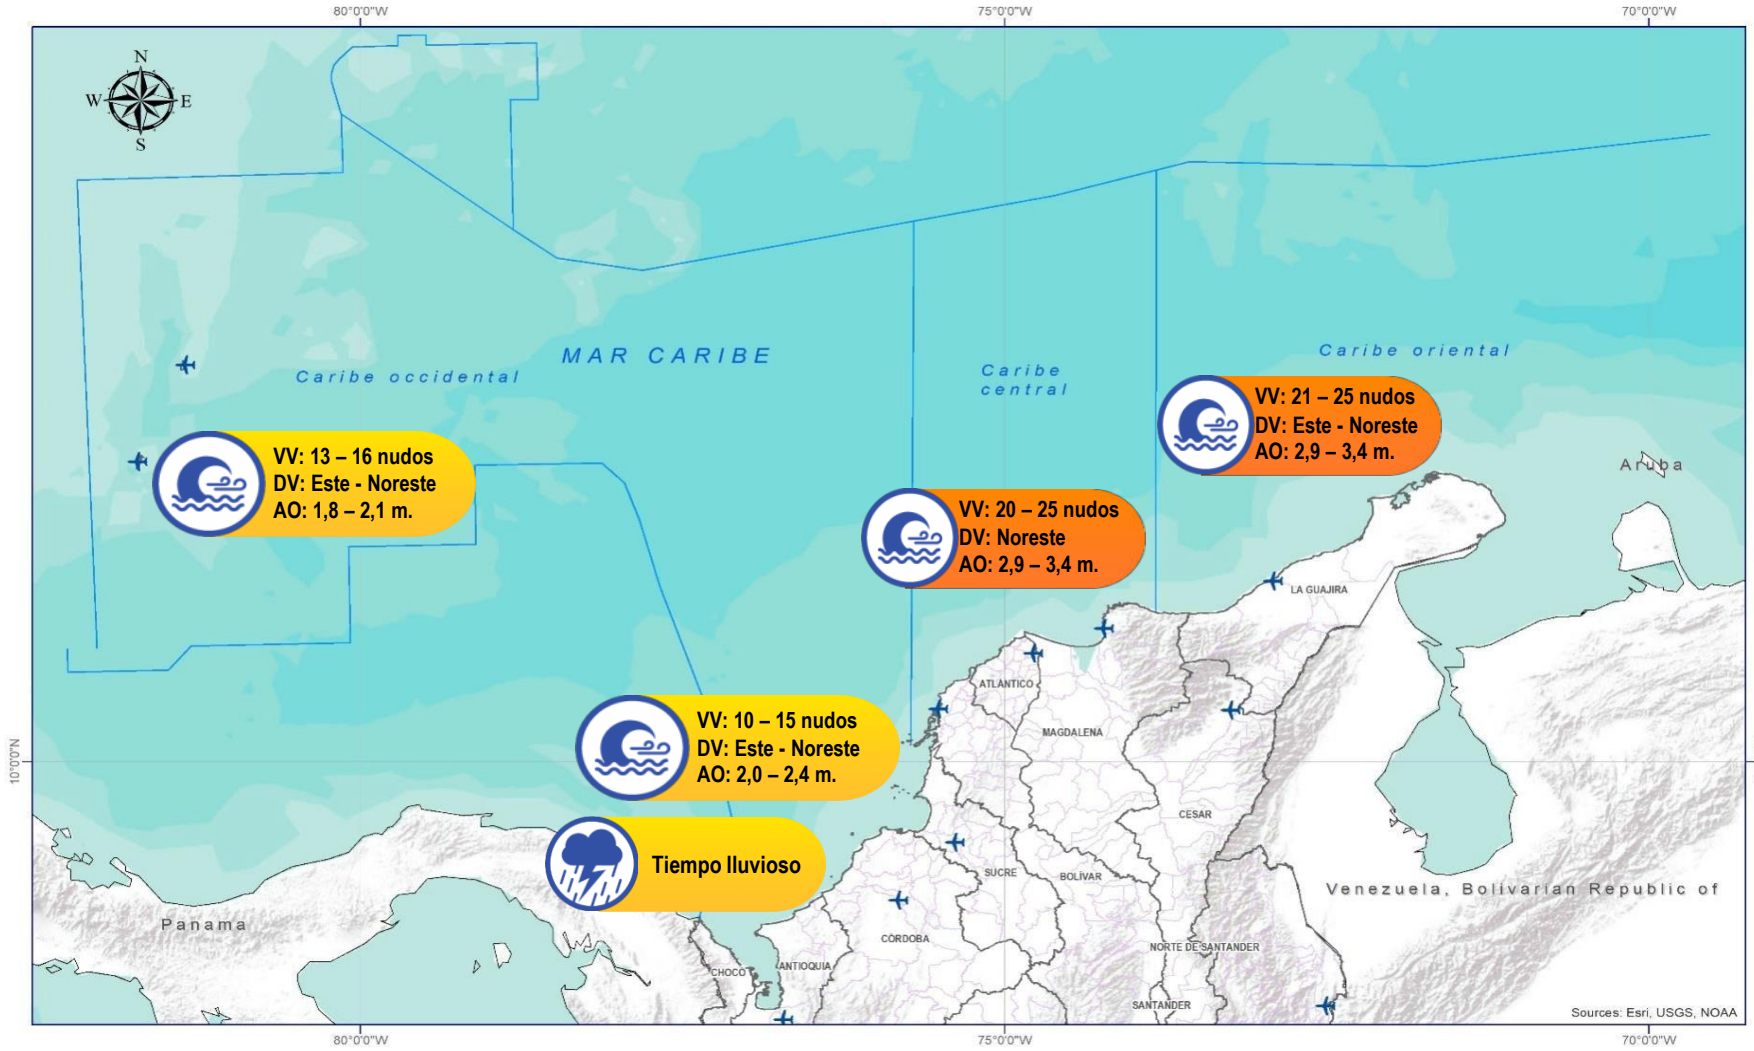 80°0'0"W
75°0'0"W
70°0'0"W
N
W
E
S
MAR CARIBE
Caribe occidental
Caribe
central
Caribe oriental
VV: 21 – 25 nudos
DV: Este - Noreste
AO: 2,9 – 3,4 m.
VV: 13 – 16 nudos
DV: Este - Noreste
AO: 1,8 – 2,1 m.
Aruba
VV: 20 – 25 nudos
DV: Noreste
AO: 2,9 – 3,4 m.
LA GUAJIRA
ATLÁNTICO
VV: 10 – 15 nudos
DV: Este - Noreste
AO: 2,0 – 2,4 m.
MAGDALENA
10°0'0"N
CESAR
Tiempo lluvioso
SUCRE
BOLÍVAR
Venezuela, Bolivarian Republic of
Panama
CÓRDOBA
NORTE DE SANTANDER
CHOCÓ
ANTIOQUIA
SANTANDER
Sources: Esri, USGS, NOAA
80°0'0"W
75°0'0"W
70°0'0"W